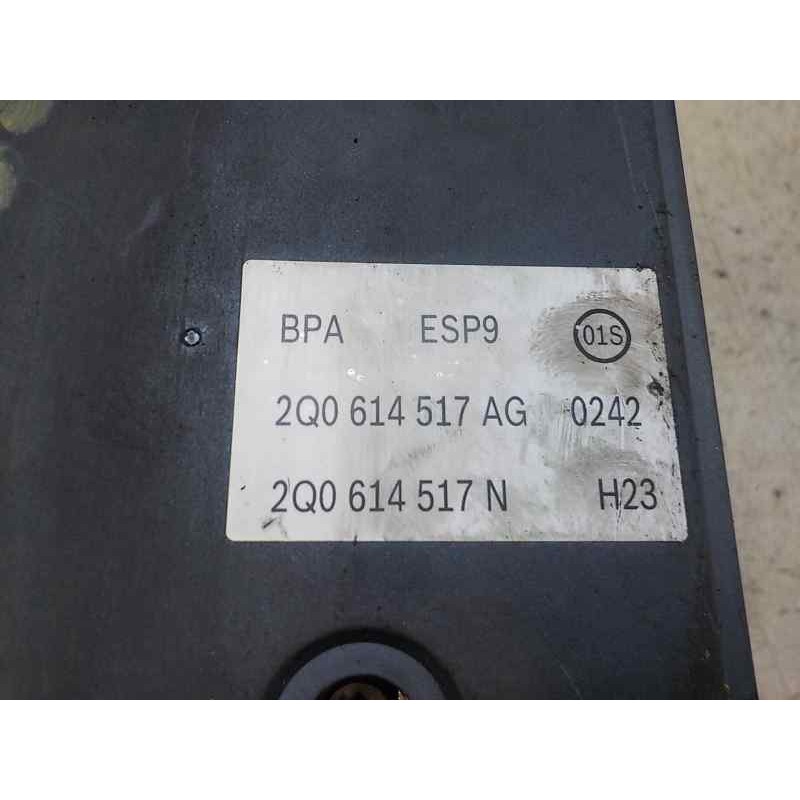 BPA ESP9 01S
2Q0 614 517 AG 0242
2Q0 614 517 N H23